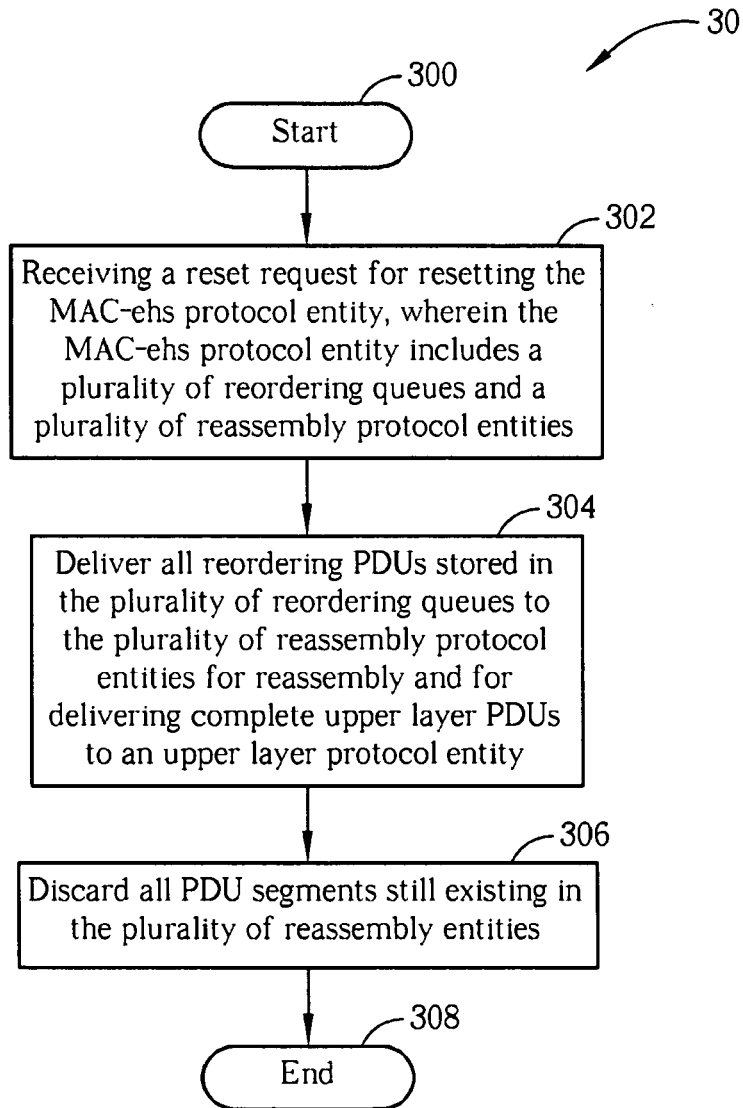 30
300
Start
302
Receiving a reset request for resetting the
MAC-ehs protocol entity, wherein the
MAC-ehs protocol entity includes a
plurality of reordering queues and a
plurality of reassembly protocol entities
304
Deliver all reordering PDUs stored in
the plurality of reordering queues to
the plurality of reassembly protocol
entities for reassembly and for
delivering complete upper layer PDUs
to an upper layer protocol entity
306
Discard all PDU segments still existing in
the plurality of reassembly entities
308
End